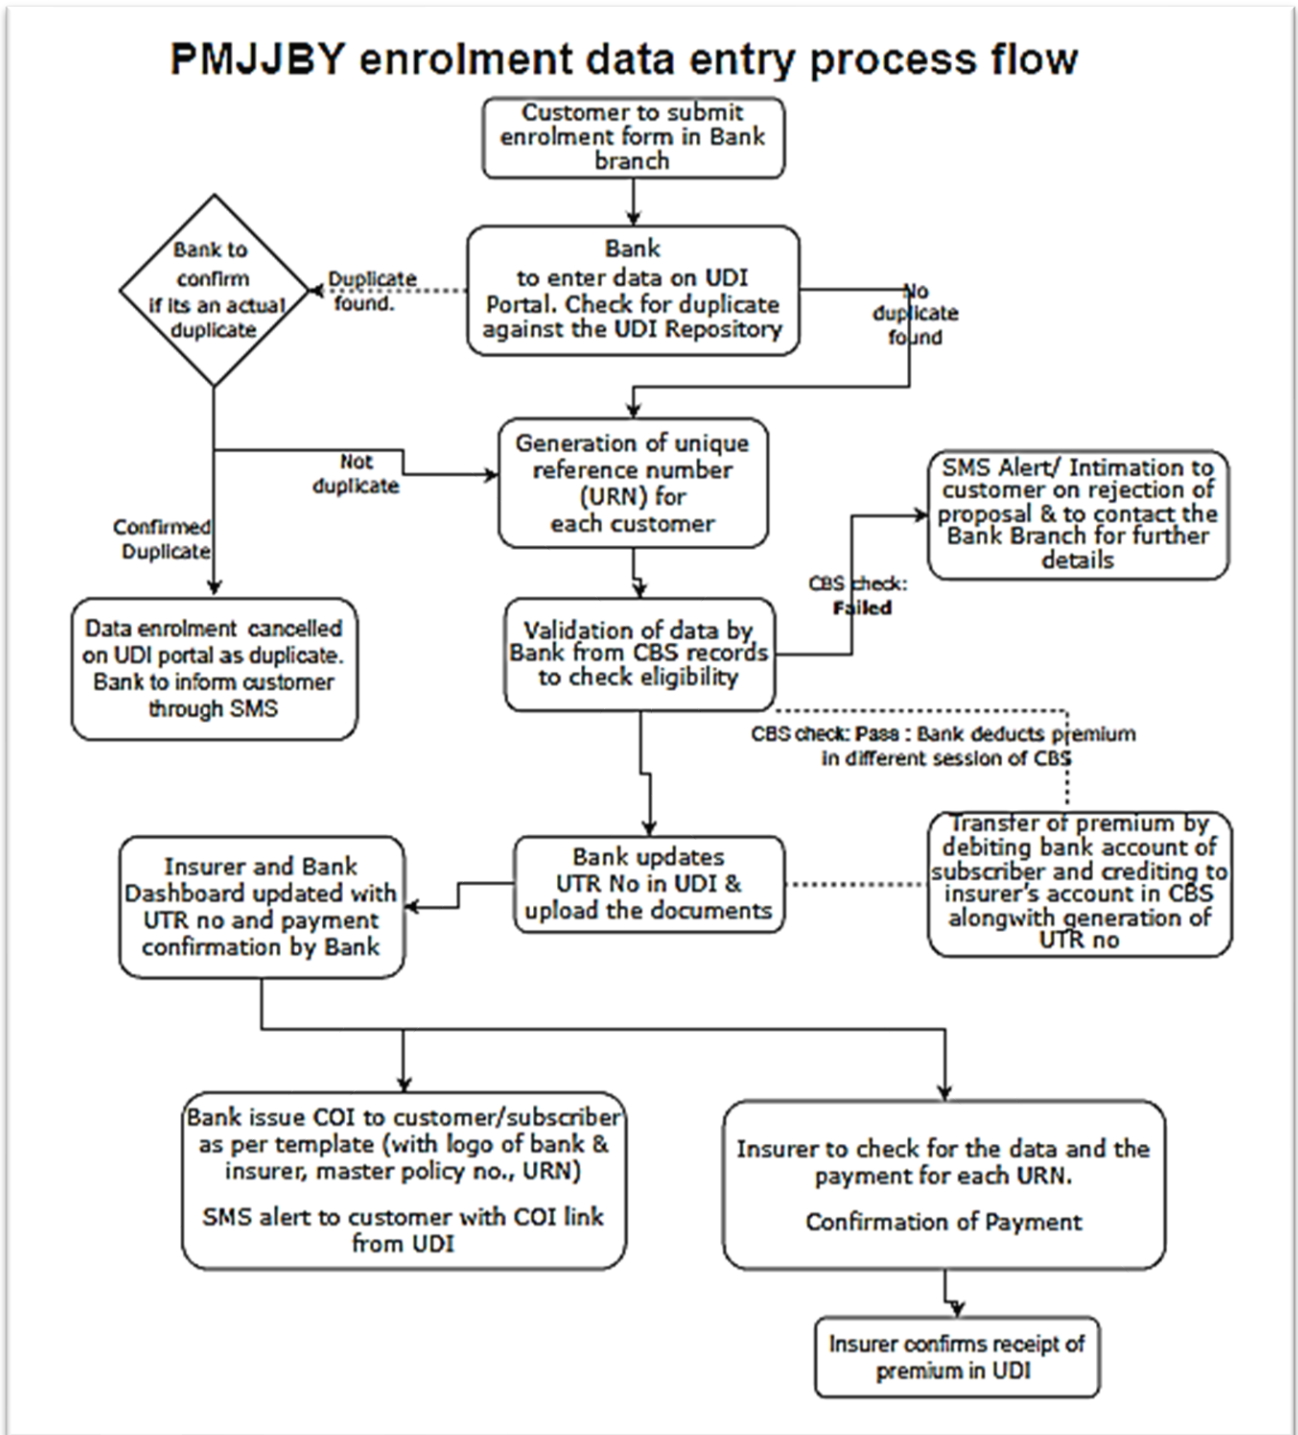 PMJJBY enrolment data entry process flow
Customer to submit
enrolment form in Bank
branch
Bank to
confirm
if its an actual
duplicate
Duplicate
found.
Bank
to enter data on UDI
Portal. Check for duplicate
against the UDI Repository
No
duplicate
found
Not
duplicate
Generation of unique
reference number
(URN) for
each customer
SMS Alert/ Intimation to
customer on rejection of
proposal & to contact the
Bank Branch for further
details
Confirmed
Duplicate
CBS check:
Failed
Data enrolment cancelled
on UDI portal as duplicate.
Bank to inform customer
through SMS
Validation of data by
Bank from CBS records
to check eligibility
CBS check: Pass : Bank deducts premium
in different session of CBS
Insurer and Bank
Dashboard updated with
UTR no and payment
confirmation by Bank
Bank updates
UTR No in UDI &
upload the documents
Transfer of premium by
debiting bank account of
subscriber and crediting to
insurer's account in CBS
alongwith generation of
UTR no
Bank issue COI to customer/subscriber
as per template (with logo of bank &
insurer, master policy no., URN)
SMS alert to customer with COI link
from UDI
Insurer to check for the data and the
payment for each URN.
Confirmation of Payment
Insurer confirms receipt of
premium in UDI